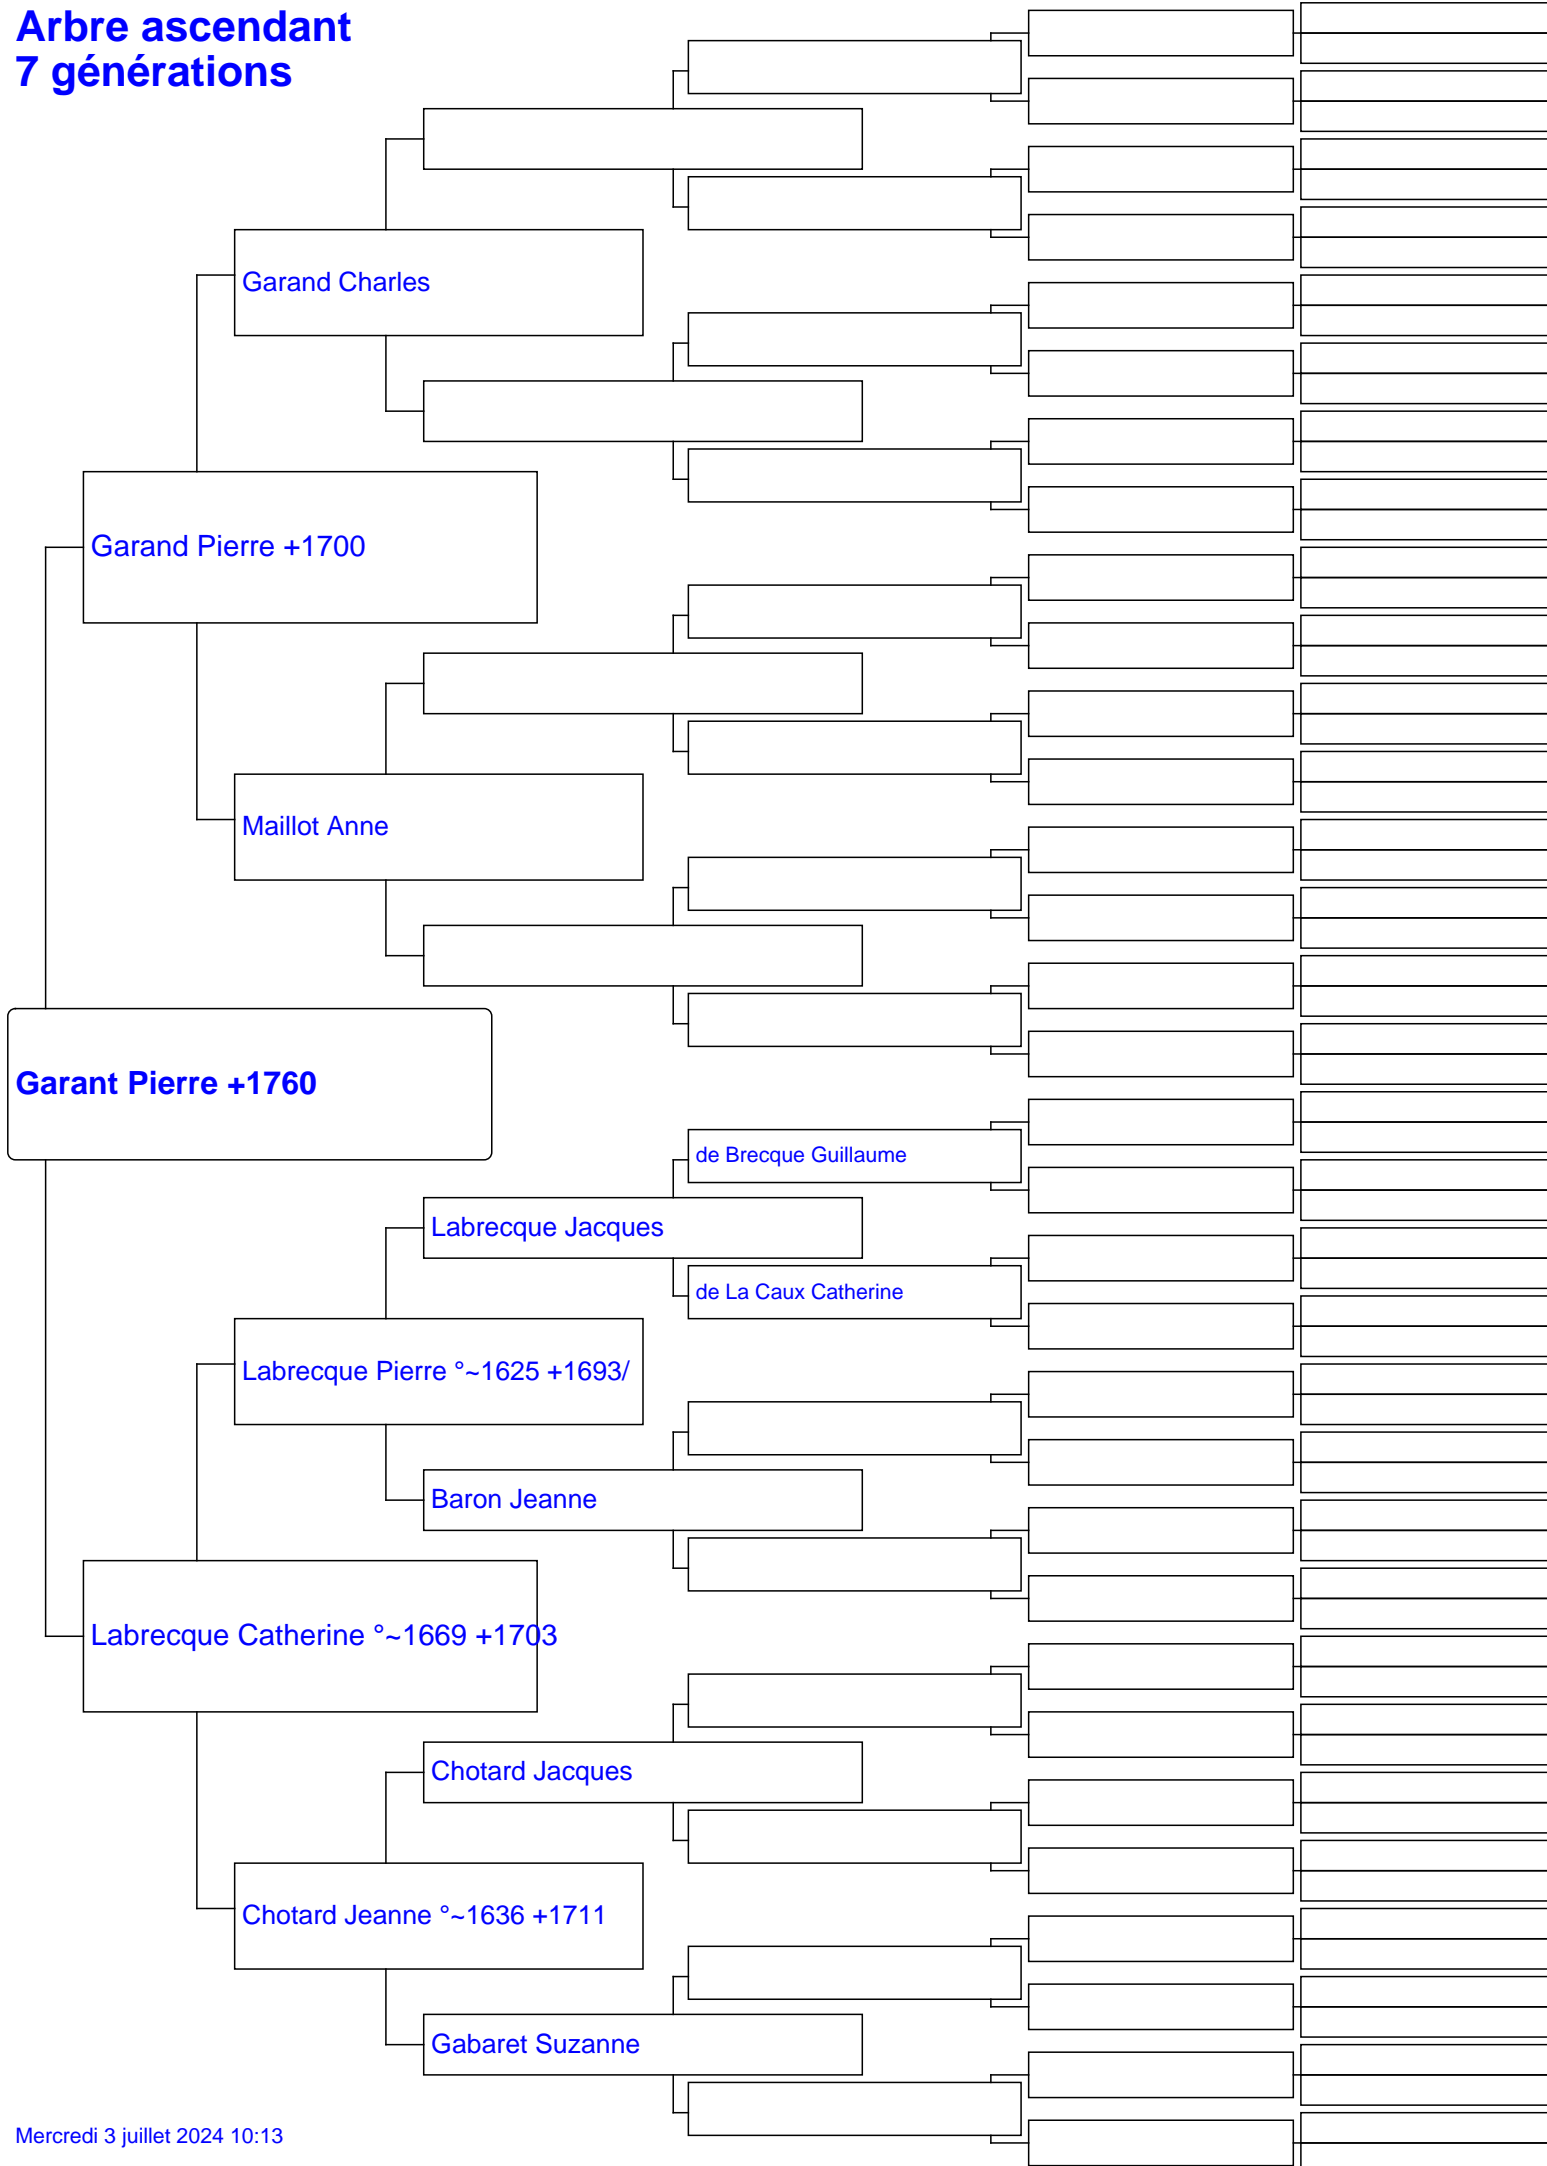 Arbre ascendant
7 générations
Garand Charles
Garand Pierre +1700
Maillot Anne
Garant Pierre +1760
de Brecque Guillaume
Labrecque Jacques
de La Caux Catherine
Labrecque Pierre °~1625 +1693/
Baron Jeanne
Labrecque Catherine °~1669 +1703
Chotard Jacques
Chotard Jeanne °~1636 +1711
Gabaret Suzanne
Mercredi 3 juillet 2024 10:13